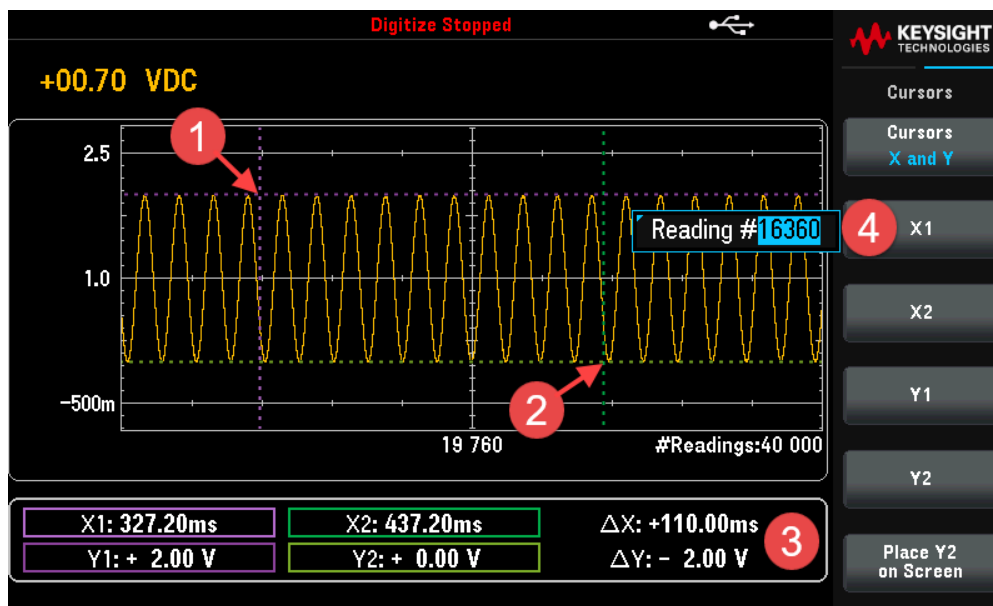 Digitize Stopped
KEYSIGHT
TECHNOLOGIES
+00.70 VDC
Cursors
Cursors
X and Y
1
2.5
Reading #16360
4
X1
1.0
X2
2
-500m
Y1
19 760
#Readings:40 000
Y2
X1: 327.20ms
X2: 437.20ms
△X: +110.00ms
3
Y1: + 2.00 V
Y2: + 0.00 V
△Y: - 2.00 V
Place Y2
on Screen